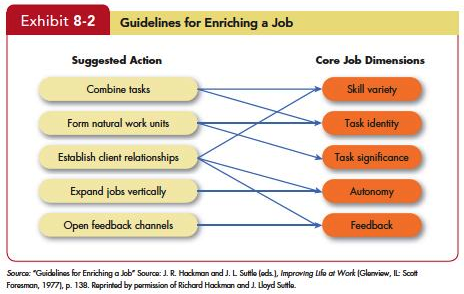 Exhibit 8-2 Guidelines for Enriching a Job
Suggested Action Core Job Dimensions
Combine tasks Skill variety
Form natural work units Task identity
Establish client relationships Task significance
Expand jobs vertically Autonomy
Open feedback channels Feedback
Source: "Guidelines for Enriching a Job" Source: J. R. Hackman and J. L. Suttle (eds.), Improving Life at Work (Glenview, IL: Scott
Foresman, 1977), p. 138. Reprinted by permission of Richard Hackman and J. Lloyd Suttle.